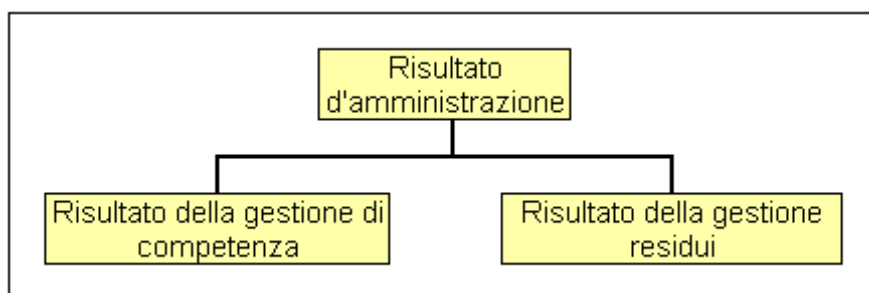 Risultato
d'amministrazione
Risultato della gestione di
competenza
Risultato della gestione
residui